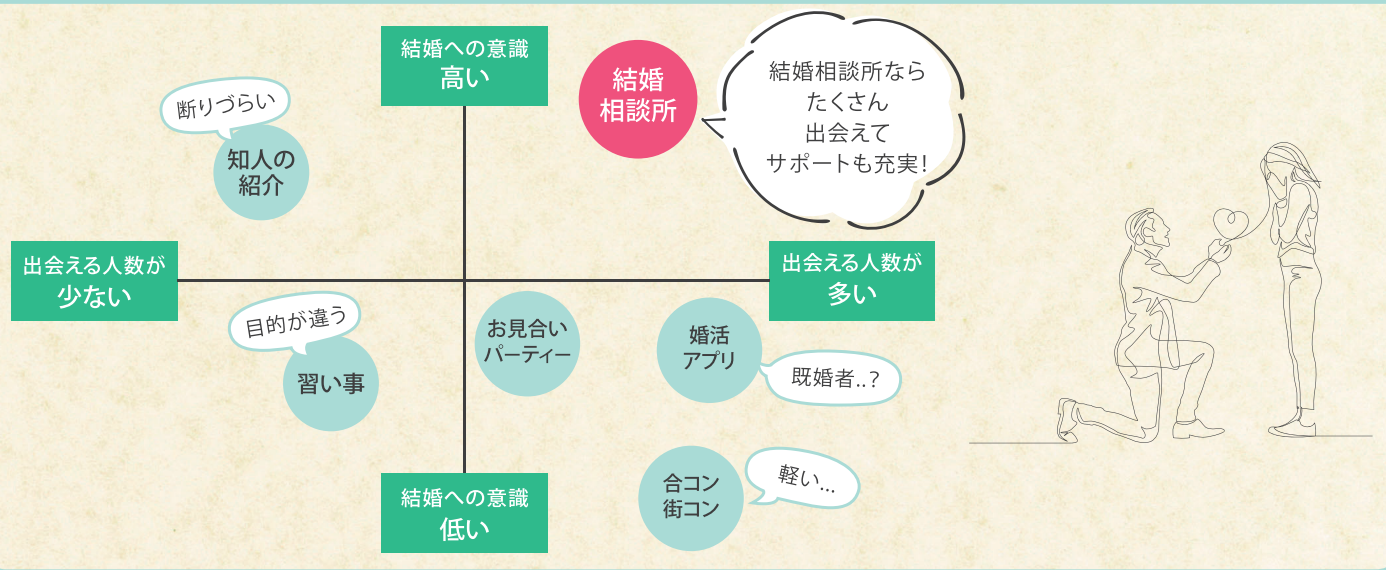 結婚への意識
高い
結婚
相談所
結婚相談所なら
たくさん
出会えて
サポートも充実!
断りづらい
知人の
紹介
出会える人数が
少ない
出会える人数が
多い
目的が違う
習い事
お見合い
パーティー
婚活
アプリ
既婚者..?
合コン
街コン
軽い...
結婚への意識
低い